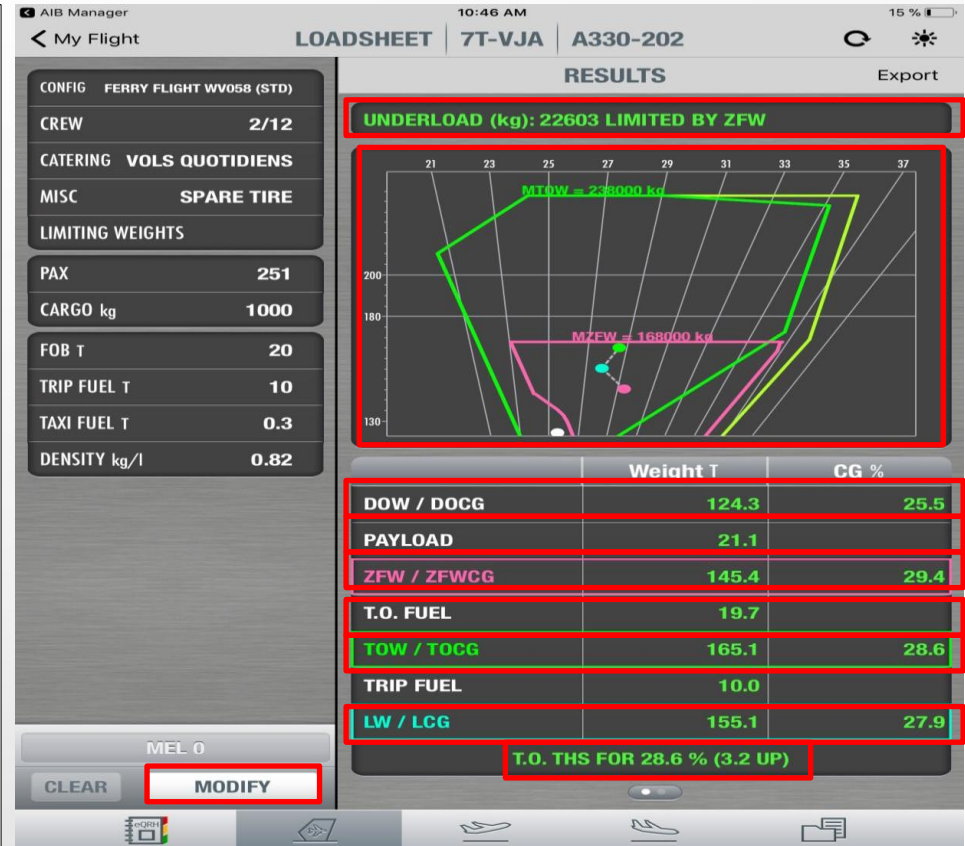 AIB Manager 10:46 AM 15 %
My Flight LOADSHEET 7T-VJA A330-202
RESULTS Export
CONFIG FERRY FLIGHT WV058 (STD)
CREW 2/12
CATERING VOLS QUOTIDIENS
MISC SPARE TIRE
LIMITING WEIGHTS
PAX 251
CARGO kg 1000
FOB T 20
TRIP FUEL T 10
TAXI FUEL T 0.3
DENSITY kg/l 0.82
MEL 0
CLEAR MODIFY
UNDERLOAD (kg): 22603 LIMITED BY ZFW
21 23 25 27 29 31 33 35 37
MTOW = 238000 kg
200
180
MZFW = 168000 kg
130
Weight T CG %
DOW / DOCG 124.3 25.5
PAYLOAD 21.1
ZFW / ZFWCG 145.4 29.4
T.O. FUEL 19.7
TOW / TOCG 165.1 28.6
TRIP FUEL 10.0
LW / LCG 155.1 27.9
T.O. THS FOR 28.6 % (3.2 UP)
eQRH